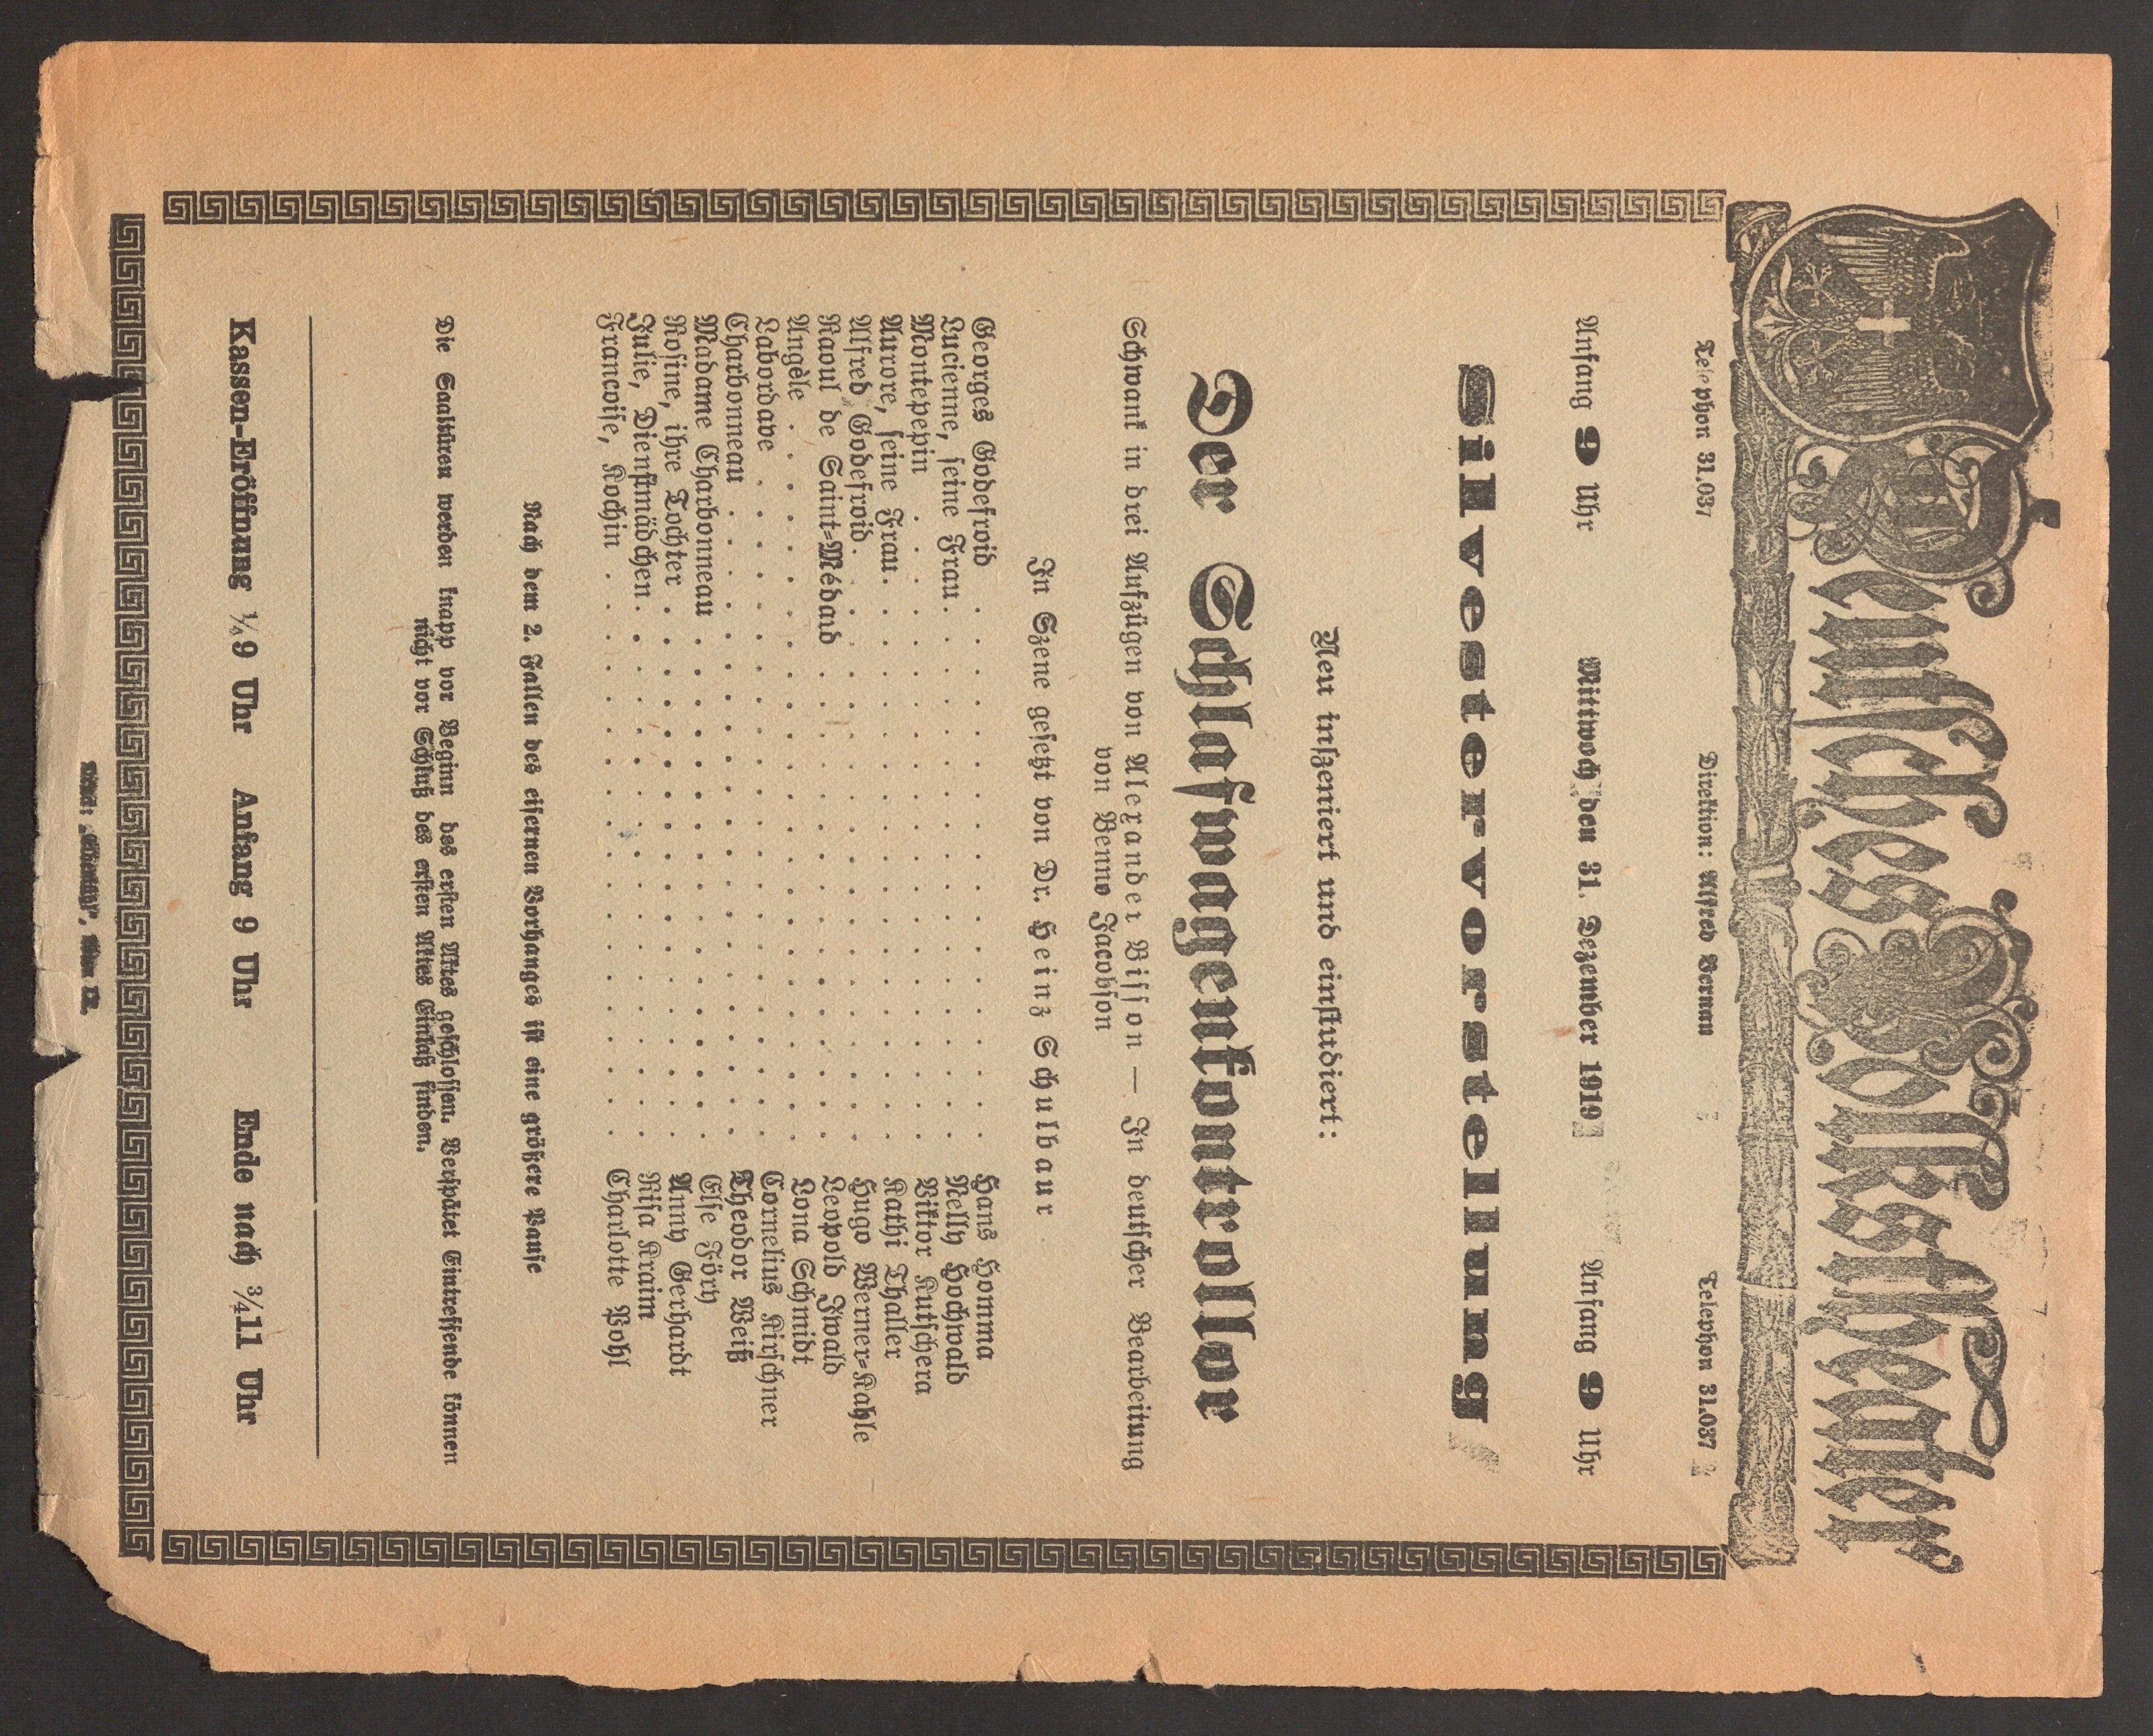 Deutsches Volkstheater
Telephon 31.037 Direktion: Alfred Bernau Telephon 31.037
Anfang 9 Uhr Mittwoch den 31. Dezember 1919 Anfang 9 Uhr
Silvestervorstellung
Neu inszeniert und einstudiert:
Der Schlafwagenkontrollor
Schwank in drei Aufzügen von Alexander Bisson — In deutscher Bearbeitung
von Benno Jacobson
In Szene gesetzt von Dr. Heinz Schulbaur
Georges Godefroid . . . . . . . . . . Hans Homma
Lucienne, seine Frau . . . . . . . . . . Nelly Hochwald
Montepepin . . . . . . . . . . Viktor Kutschera
Aurore, seine Frau . . . . . . . . . . Kathi Thaller
Alfred Godefroid . . . . . . . . . . Hugo Werner-Kahle
Raoul de Saint-Médard . . . . . . . . . . Leopold Iwald
Angèle . . . . . . . . . . Lona Schmidt
Labordave . . . . . . . . . . Cornelius Kirschner
Charbonneau . . . . . . . . . . Theodor Weiß
Madame Charbonneau . . . . . . . . . . Else Föry
Rosine, ihre Tochter . . . . . . . . . . Anny Gerhardt
Julie, Dienstmädchen . . . . . . . . . . Risa Kraim
Francoise, Kochin . . . . . . . . . . Charlotte Pohl
Nach dem 2. Fallen des eisernen Vorhanges ist eine größere Pause
Die Saaltüren werden knapp vor Beginn des ersten Aktes geschlossen. Verspätet Eintreffende können
nicht vor Schluß des ersten Aktes Einlaß finden.
Kassen-Eröffnung ½9 Uhr Anfang 9 Uhr Ende nach ¾11 Uhr